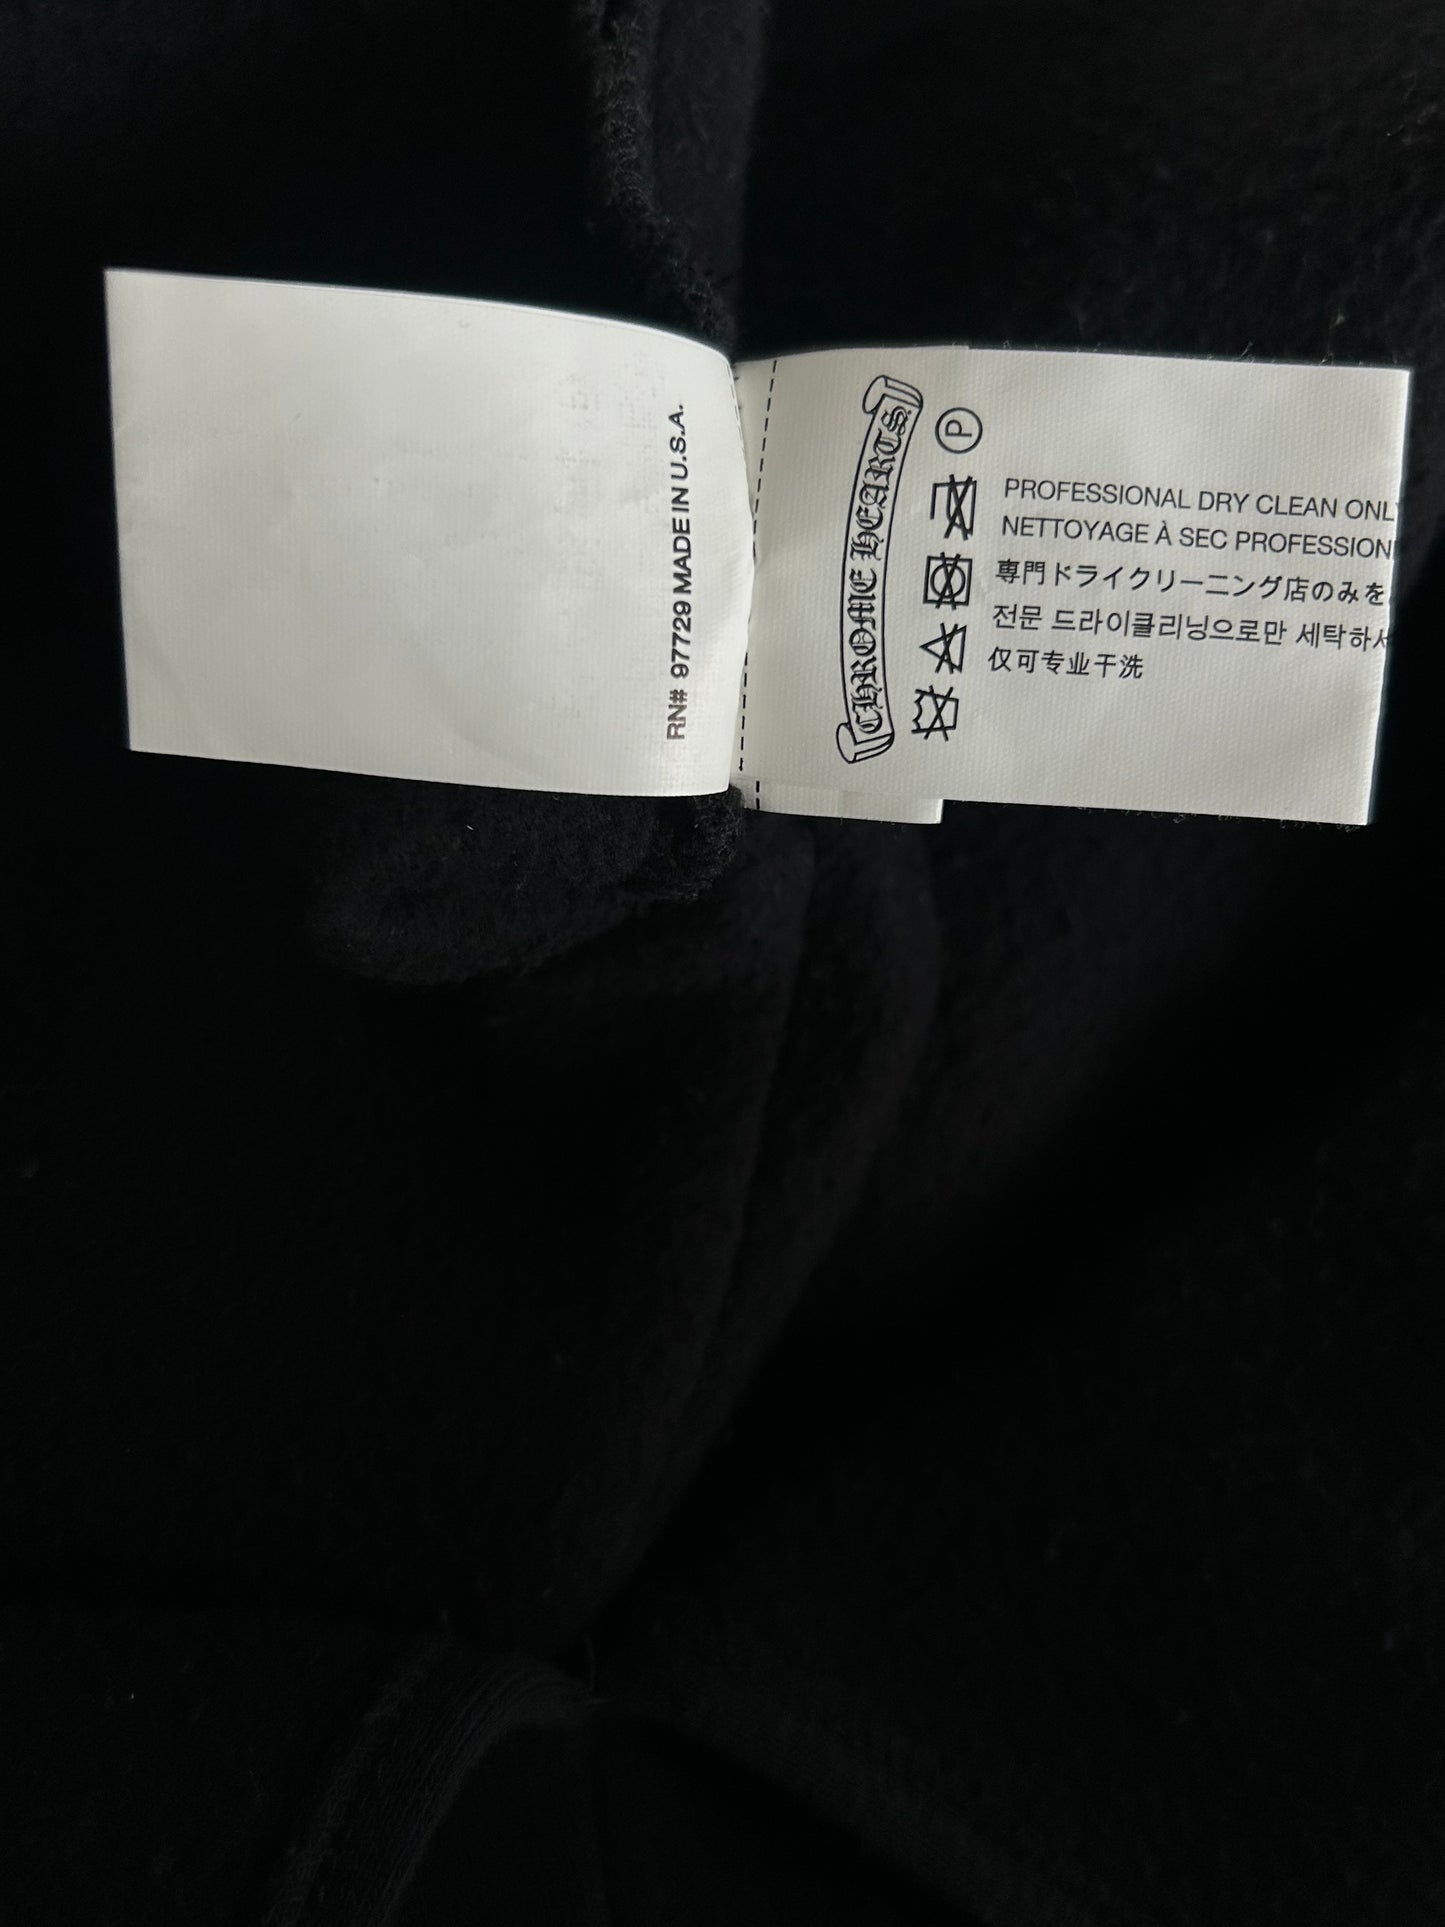 RN# 97729 MADE IN U.S.A.
CHROME HEARTS
P
PROFESSIONAL DRY CLEAN ONL
NETTOYAGE À SEC PROFESSION
専門ドライクリーニング店のみを
전문 드라이클리닝으로만 세탁하
仅可专业干洗